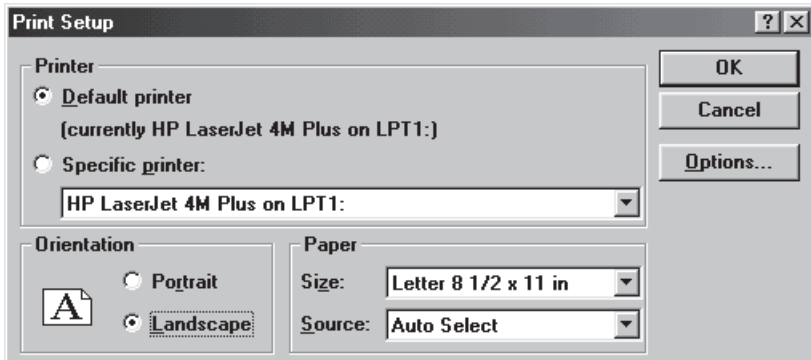 Print Setup
Printer
Default printer
(currently HP LaserJet 4M Plus on LPT1:)
Specific printer:
HP LaserJet 4M Plus on LPT1:
OK
Cancel
Options...
Orientation
A
Portrait
Landscape
Paper
Size: Letter 8 1/2 x 11 in
Source: Auto Select